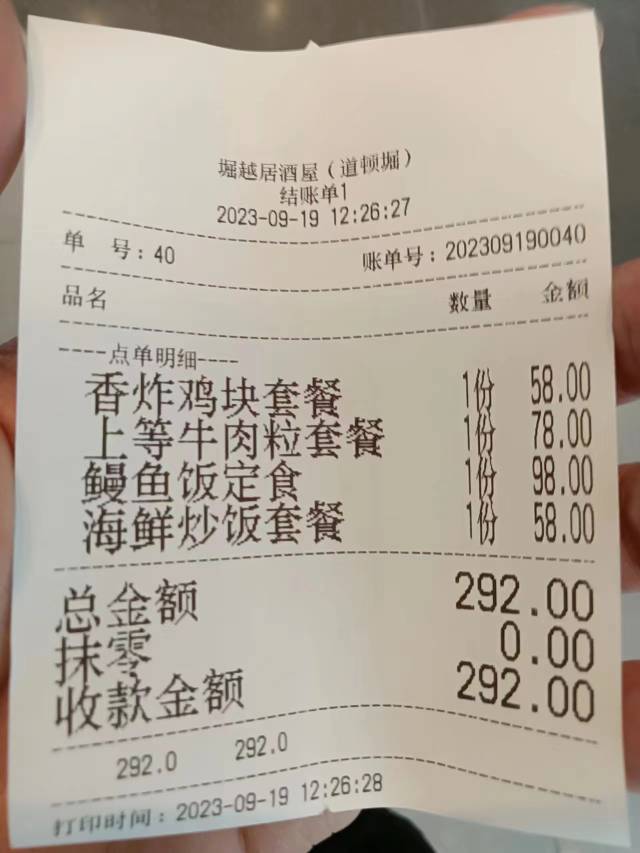 堀越居酒屋（道顿堀）
结账单1
2023-09-19 12:26:27
单 号：40 账单号：202309190040
品名 数量 金额
----点单明细----
香炸鸡块套餐 1份 58.00
上等牛肉粒套餐 1份 78.00
鳗鱼饭定食 1份 98.00
海鲜炒饭套餐 1份 58.00
总金额 292.00
抹零 0.00
收款金额 292.00
292.0 292.0
打印时间：2023-09-19 12:26:28